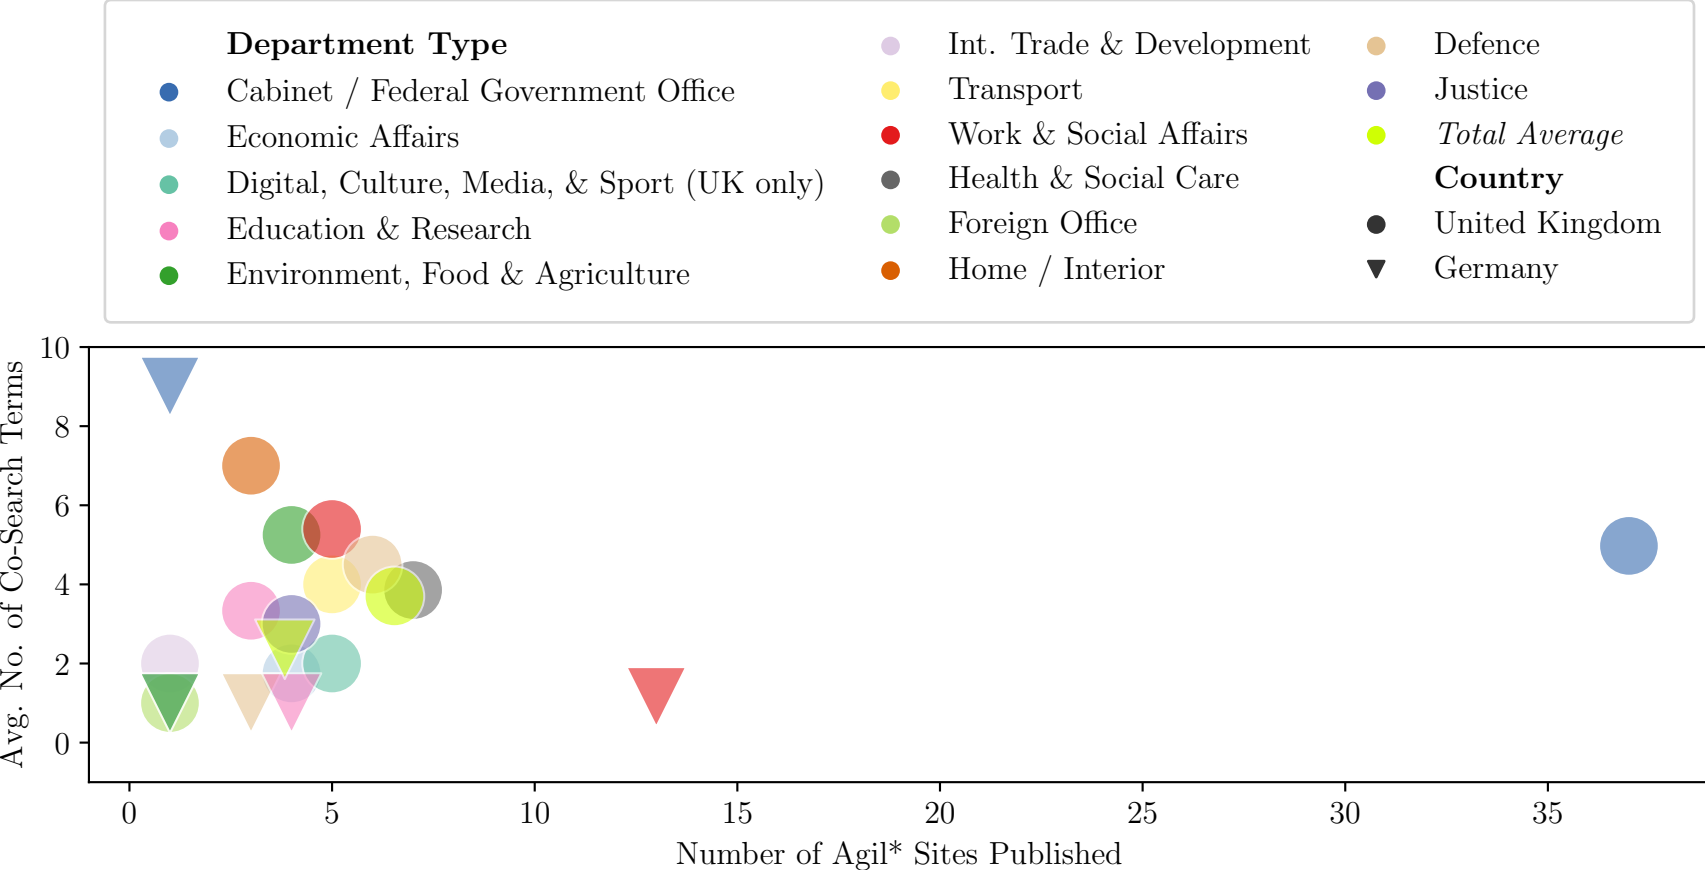 Department Type
Cabinet / Federal Government Office
Economic Affairs
Digital, Culture, Media, & Sport (UK only)
Education & Research
Environment, Food & Agriculture
Int. Trade & Development
Transport
Work & Social Affairs
Health & Social Care
Foreign Office
Home / Interior
Defence
Justice
Total Average
Country
United Kingdom
Germany
Avg. No. of Co-Search Terms
10
8
6
4
2
0
0 5 10 15 20 25 30 35
Number of Agil* Sites Published